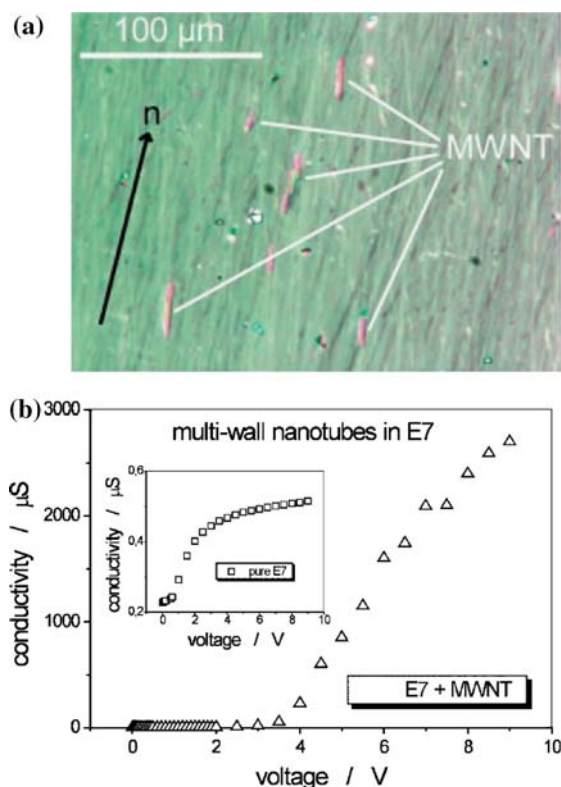 (a)
100 µm
n
MWNT
(b)
3000
2000
1000
0
conductivity / µS
multi-wall nanotubes in E7
0,6
0,4
0,2
conductivity / µS
pure E7
0 2 4 6 8 10
voltage / V
E7 + MWNT
0 2 4 6 8 10
voltage / V